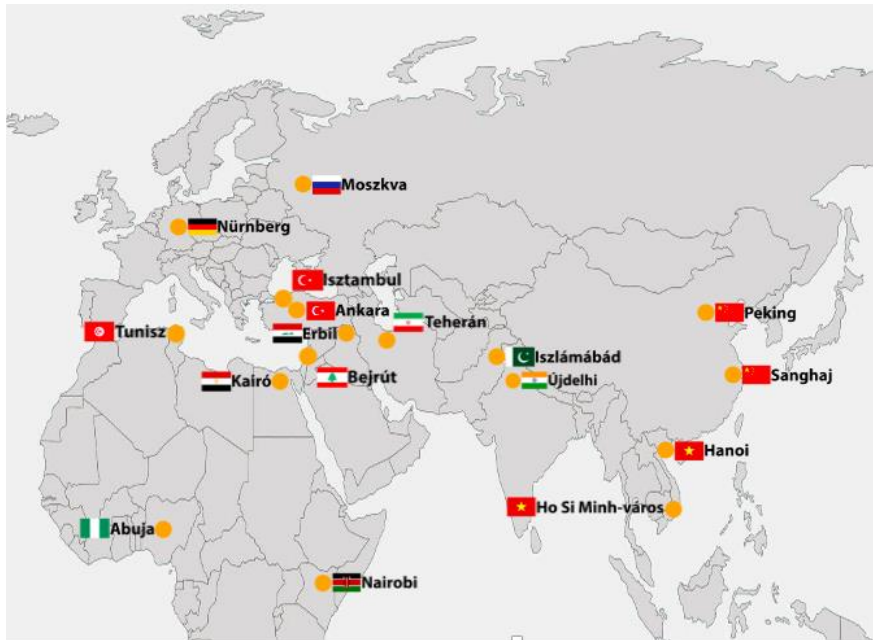 Moszkva
Nürnberg
Isztambul
Ankara
Teherán
Peking
Tunisz
Erbil
Iszlámábád
Kairó
Bejrút
Újdelhi
Sanghaj
Hanoi
Ho Si Minh-város
Abuja
Nairobi